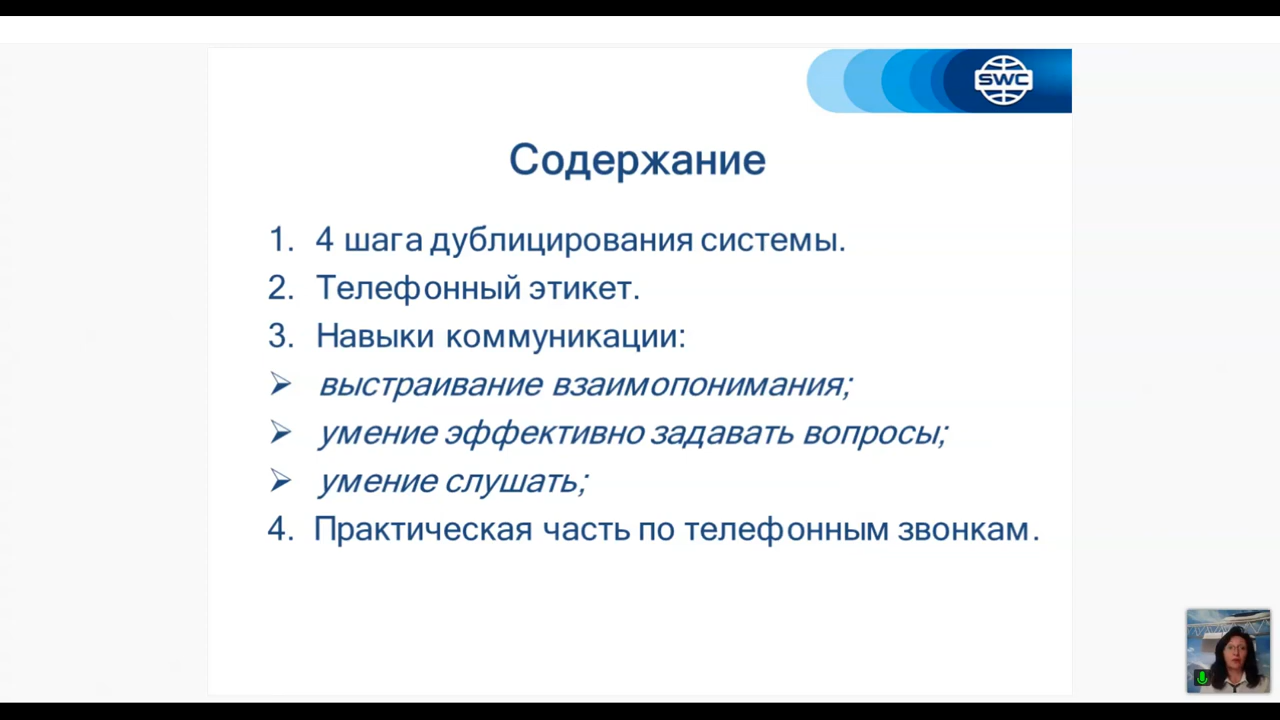 SWC
Содержание
1. 4 шага дублицирования системы.
2. Телефонный этикет.
3. Навыки коммуникации:
выстраивание взаимопонимания;
умение эффективно задавать вопросы;
умение слушать;
4. Практическая часть по телефонным звонкам.